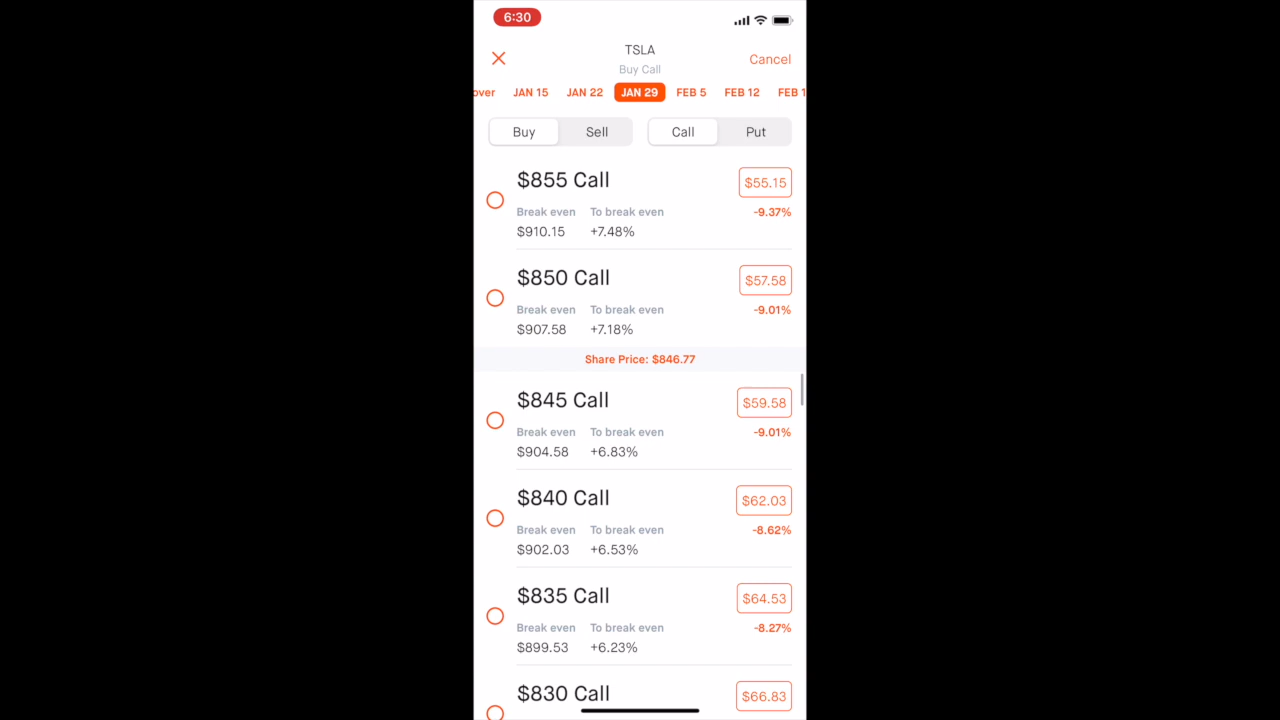 6:30
TSLA
Buy Call
Cancel
over JAN 15 JAN 22 JAN 29 FEB 5 FEB 12 FEB 1
Buy Sell Call Put
$855 Call $55.15
Break even To break even -9.37%
$910.15 +7.48%
$850 Call $57.58
Break even To break even -9.01%
$907.58 +7.18%
Share Price: $846.77
$845 Call $59.58
Break even To break even -9.01%
$904.58 +6.83%
$840 Call $62.03
Break even To break even -8.62%
$902.03 +6.53%
$835 Call $64.53
Break even To break even -8.27%
$899.53 +6.23%
$830 Call $66.83